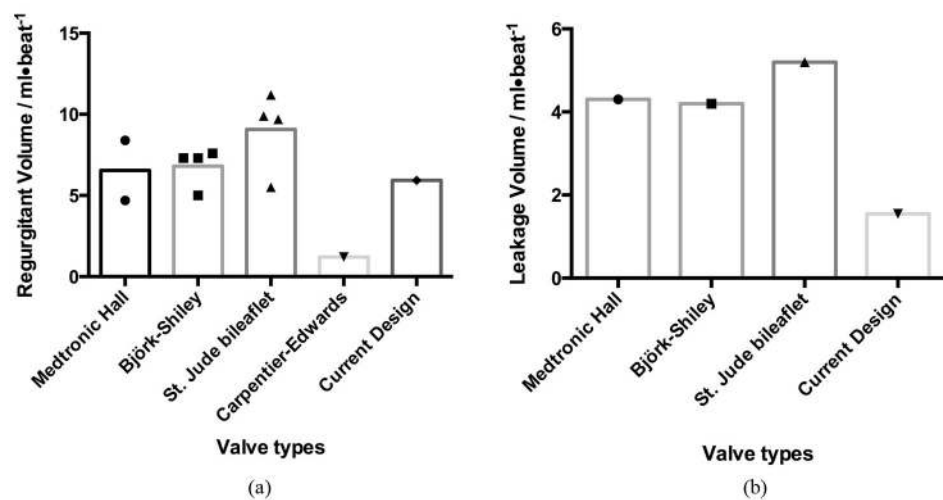 Regurgitant Volume / ml•beat⁻¹
15
10
5
0
Medtronic Hall
Björk-Shiley
St. Jude bileaflet
Carpentier-Edwards
Current Design
Valve types
(a)
Leakage Volume / ml•beat⁻¹
6
4
2
0
Medtronic Hall
Björk-Shiley
St. Jude bileaflet
Current Design
Valve types
(b)